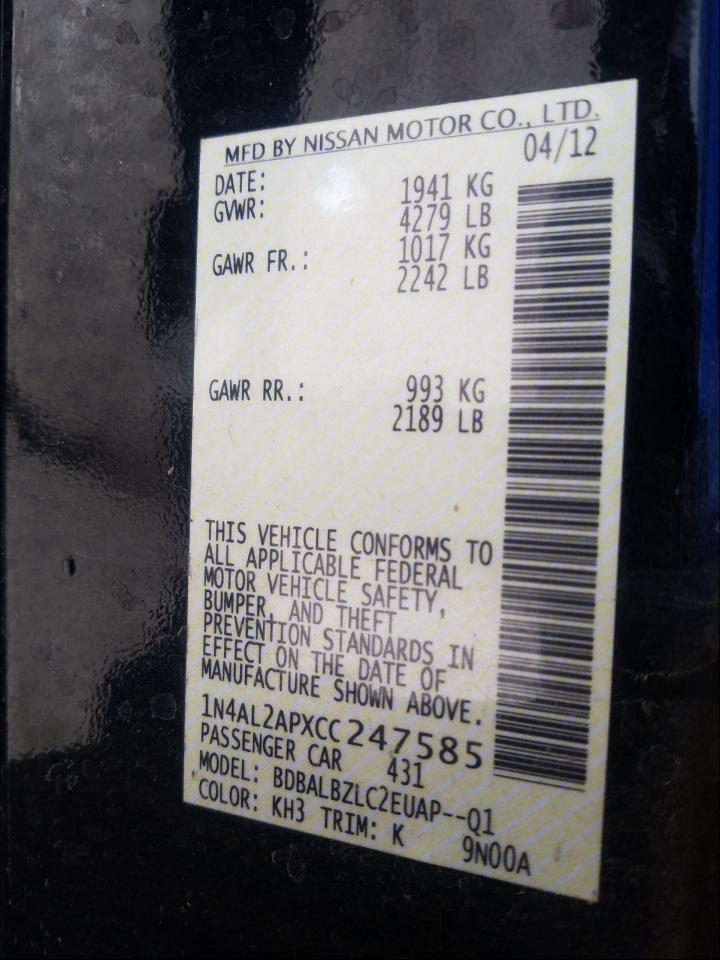 MFD BY NISSAN MOTOR CO., LTD.
DATE: 04/12
GVWR: 1941 KG
4279 LB
GAWR FR.: 1017 KG
2242 LB
GAWR RR.: 993 KG
2189 LB
THIS VEHICLE CONFORMS TO
ALL APPLICABLE FEDERAL
MOTOR VEHICLE SAFETY,
BUMPER, AND THEFT
PREVENTION STANDARDS IN
EFFECT ON THE DATE OF
MANUFACTURE SHOWN ABOVE.
1N4AL2APXCC247585
PASSENGER CAR 431
MODEL: BDBALBZLC2EUAP--Q1
COLOR: KH3 TRIM: K 9N00A